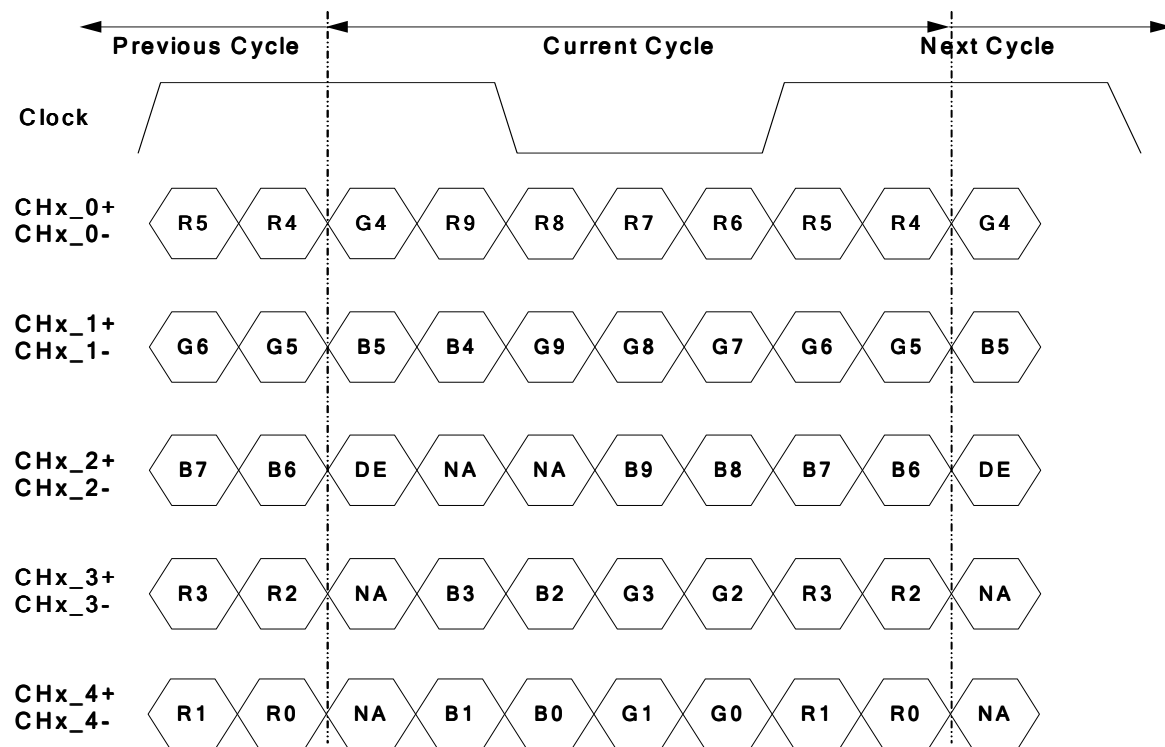 Previous Cycle Current Cycle Next Cycle
Clock
CHx_0+
CHx_0-
R5 R4 G4 R9 R8 R7 R6 R5 R4 G4
CHx_1+
CHx_1-
G6 G5 B5 B4 G9 G8 G7 G6 G5 B5
CHx_2+
CHx_2-
B7 B6 DE NA NA B9 B8 B7 B6 DE
CHx_3+
CHx_3-
R3 R2 NA B3 B2 G3 G2 R3 R2 NA
CHx_4+
CHx_4-
R1 R0 NA B1 B0 G1 G0 R1 R0 NA